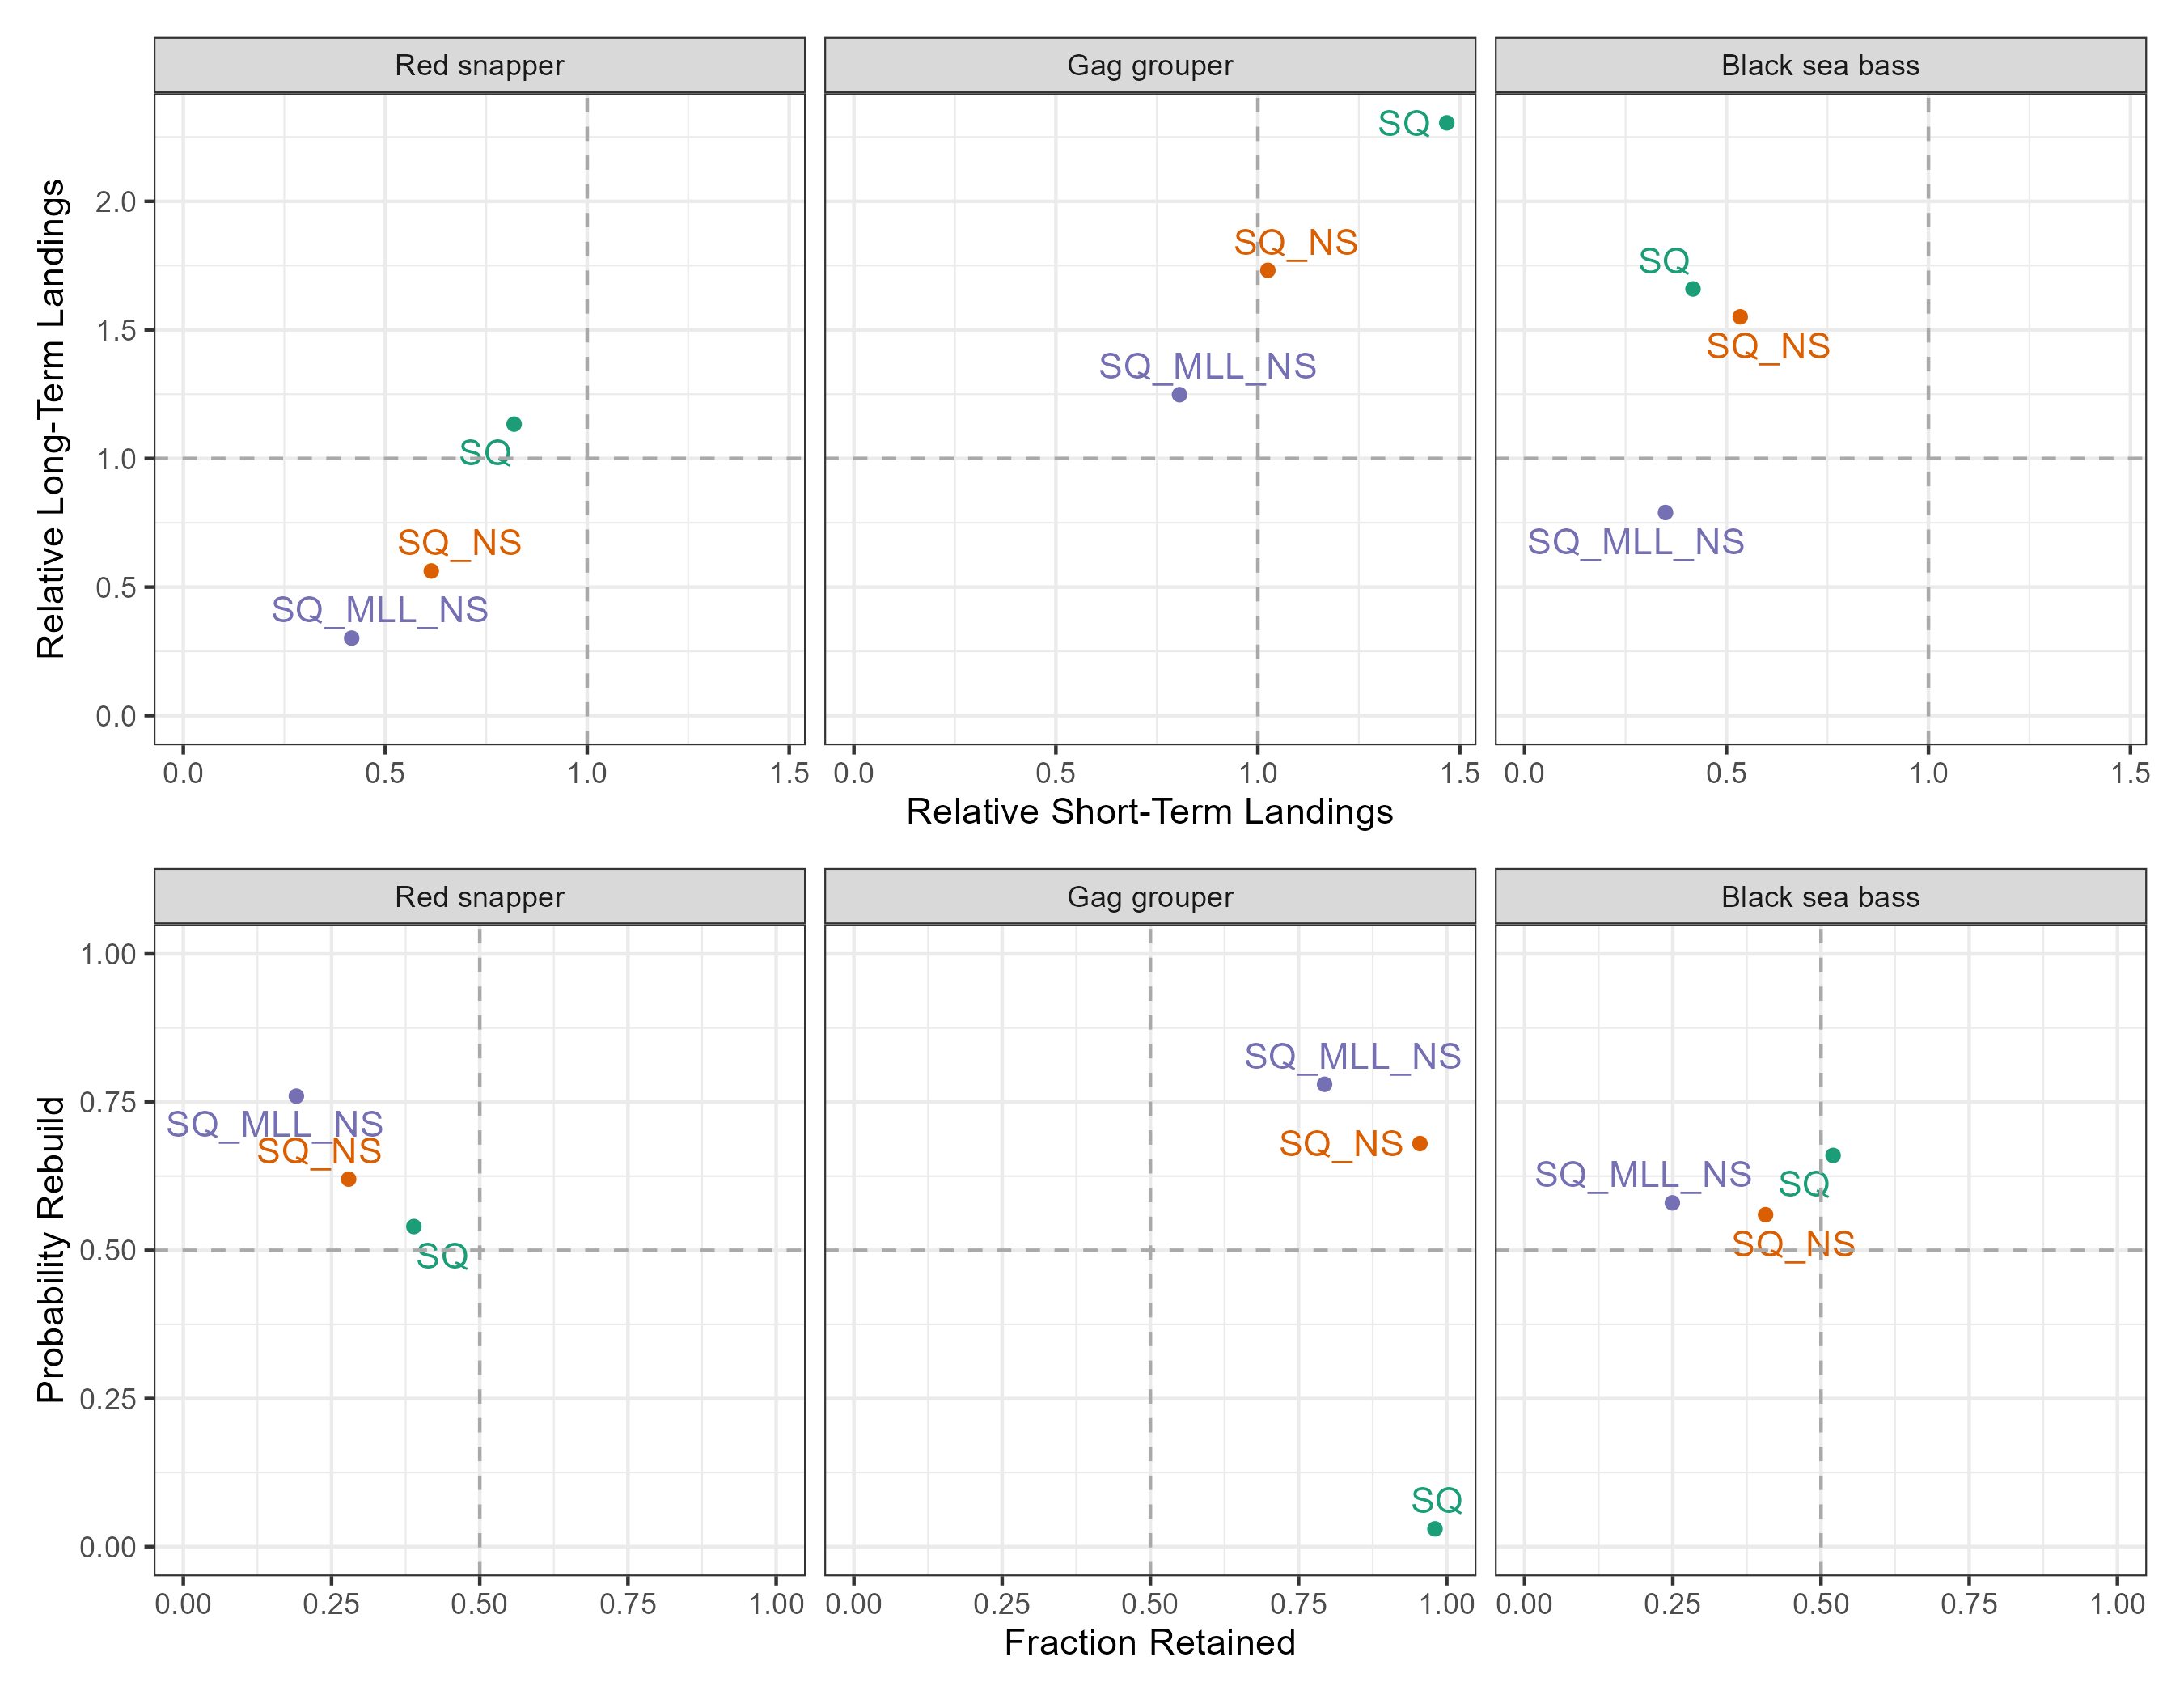 Red snapper
Gag grouper
Black sea bass
Relative Long-Term Landings
2.0
1.5
1.0
0.5
0.0
SQ
SQ_NS
SQ_MLL_NS
SQ
SQ_NS
SQ_MLL_NS
SQ
SQ_NS
SQ_MLL_NS
0.0 0.5 1.0 1.5
0.0 0.5 1.0 1.5
0.0 0.5 1.0 1.5
Relative Short-Term Landings
Red snapper
Gag grouper
Black sea bass
Probability Rebuild
1.00
0.75
0.50
0.25
0.00
SQ_MLL_NS
SQ_NS
SQ
SQ_MLL_NS
SQ_NS
SQ
SQ_MLL_NS
SQ
SQ_NS
0.00 0.25 0.50 0.75 1.00
0.00 0.25 0.50 0.75 1.00
0.00 0.25 0.50 0.75 1.00
Fraction Retained